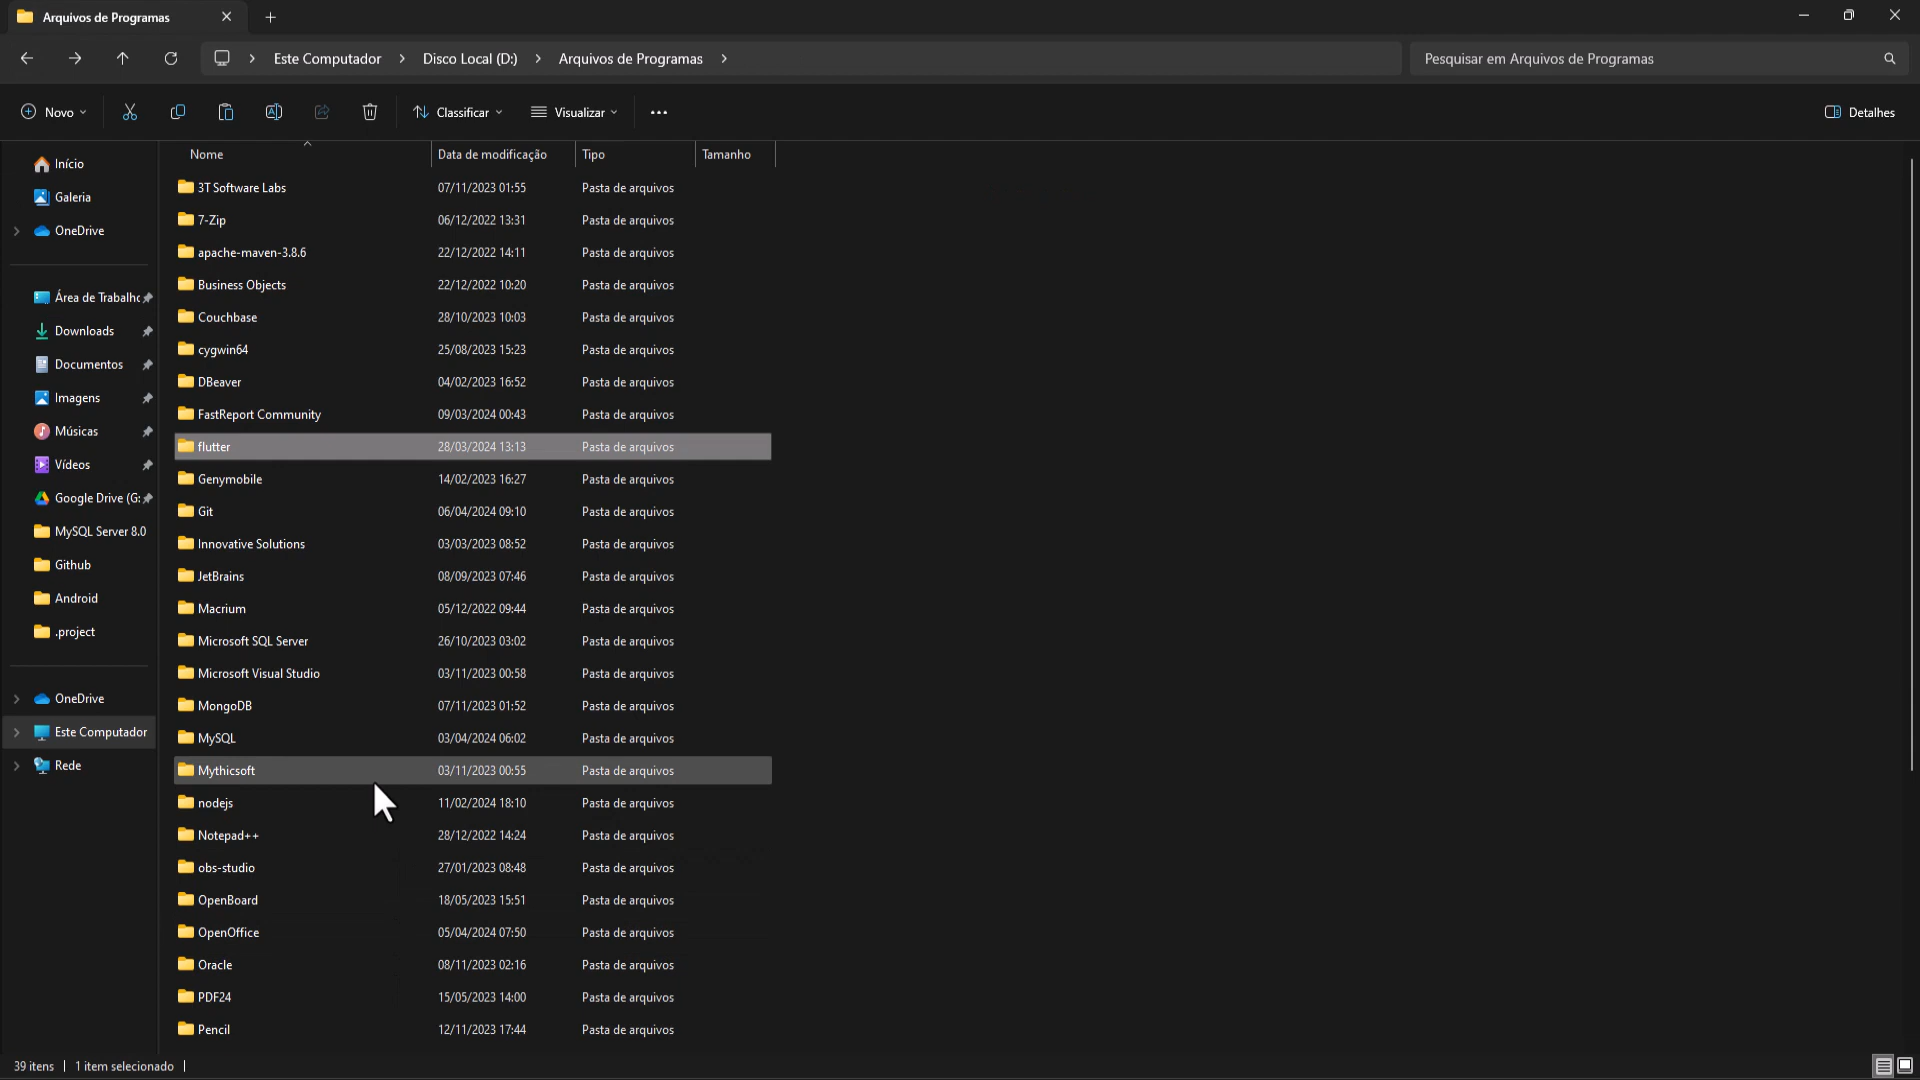 Arquivos de Programas
Este Computador > Disco Local (D:) > Arquivos de Programas >
Pesquisar em Arquivos de Programas
Novo
Classificar
Visualizar
Detalhes
Início
Galeria
OneDrive
Área de Trabalho
Downloads
Documentos
Imagens
Músicas
Vídeos
Google Drive (G:
MySQL Server 8.0
Github
Android
.project
OneDrive
Este Computador
Rede
Nome Data de modificação Tipo Tamanho
3T Software Labs 07/11/2023 01:55 Pasta de arquivos
7-Zip 06/12/2022 13:31 Pasta de arquivos
apache-maven-3.8.6 22/12/2022 14:11 Pasta de arquivos
Business Objects 22/12/2022 10:20 Pasta de arquivos
Couchbase 28/10/2023 10:03 Pasta de arquivos
cygwin64 25/08/2023 15:23 Pasta de arquivos
DBeaver 04/02/2023 16:52 Pasta de arquivos
FastReport Community 09/03/2024 00:43 Pasta de arquivos
flutter 28/03/2024 13:13 Pasta de arquivos
Genymobile 14/02/2023 16:27 Pasta de arquivos
Git 06/04/2024 09:10 Pasta de arquivos
Innovative Solutions 03/03/2023 08:52 Pasta de arquivos
JetBrains 08/09/2023 07:46 Pasta de arquivos
Macrium 05/12/2022 09:44 Pasta de arquivos
Microsoft SQL Server 26/10/2023 03:02 Pasta de arquivos
Microsoft Visual Studio 03/11/2023 00:58 Pasta de arquivos
MongoDB 07/11/2023 01:52 Pasta de arquivos
MySQL 03/04/2024 06:02 Pasta de arquivos
Mythicsoft 03/11/2023 00:55 Pasta de arquivos
nodejs 11/02/2024 18:10 Pasta de arquivos
Notepad++ 28/12/2022 14:24 Pasta de arquivos
obs-studio 27/01/2023 08:48 Pasta de arquivos
OpenBoard 18/05/2023 15:51 Pasta de arquivos
OpenOffice 05/04/2024 07:50 Pasta de arquivos
Oracle 08/11/2023 02:16 Pasta de arquivos
PDF24 15/05/2023 14:00 Pasta de arquivos
Pencil 12/11/2023 17:44 Pasta de arquivos
39 itens | 1 item selecionado |